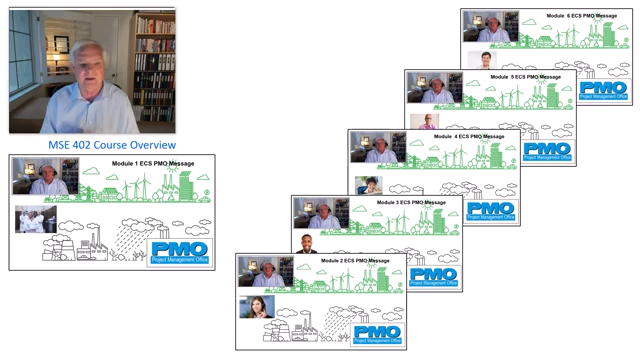 MSE 402 Course Overview
Module 1 ECS PMO Message
PMO
Project Management Office
Module 2 ECS PMO Message
PMO
Project Management Office
Module 3 ECS PMO Message
PMO
Project Management Office
Module 4 ECS PMO Message
PMO
Project Management Office
Module 5 ECS PMO Message
PMO
Project Management Office
Module 6 ECS PMO Message
PMO
Project Management Office